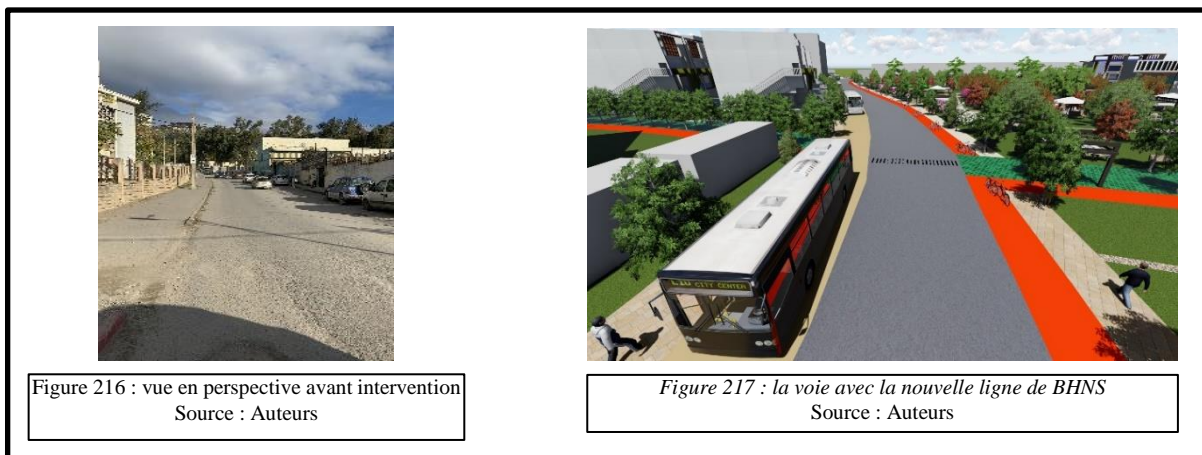 CITY CENTER
Figure 216 : vue en perspective avant intervention
Source : Auteurs
Figure 217 : la voie avec la nouvelle ligne de BHNS
Source : Auteurs